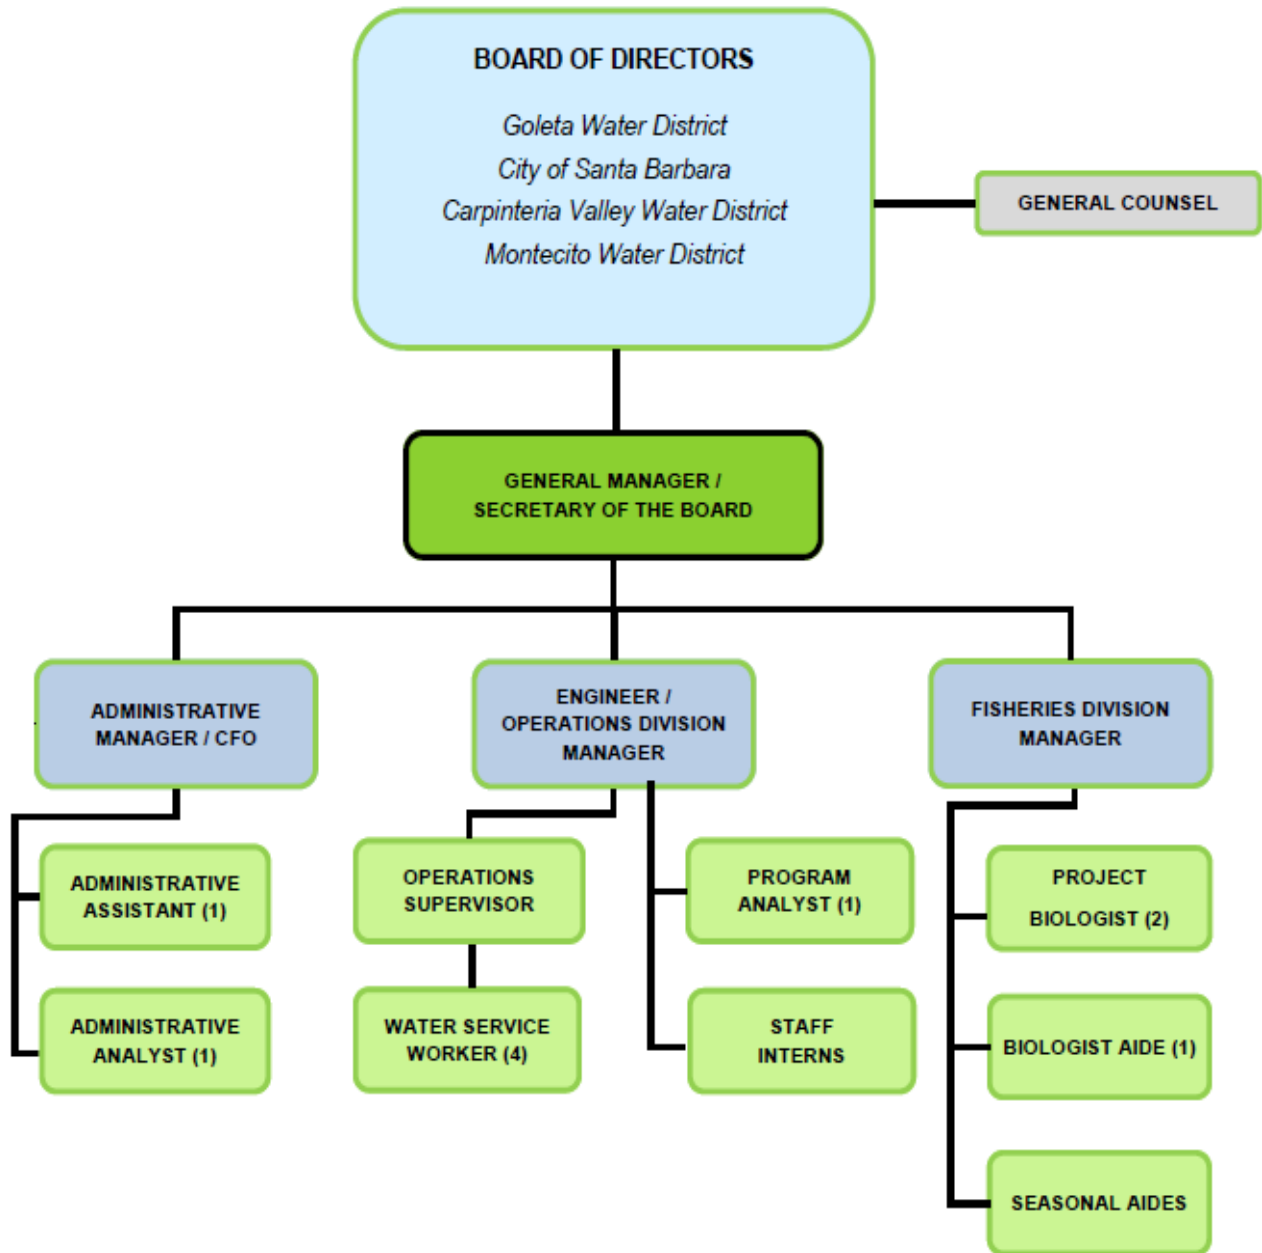 BOARD OF DIRECTORS
Goleta Water District
City of Santa Barbara
Carpinteria Valley Water District
Montecito Water District
GENERAL COUNSEL
GENERAL MANAGER /
SECRETARY OF THE BOARD
ADMINISTRATIVE
MANAGER / CFO
ENGINEER /
OPERATIONS DIVISION
MANAGER
FISHERIES DIVISION
MANAGER
ADMINISTRATIVE
ASSISTANT (1)
OPERATIONS
SUPERVISOR
PROGRAM
ANALYST (1)
PROJECT
BIOLOGIST (2)
ADMINISTRATIVE
ANALYST (1)
WATER SERVICE
WORKER (4)
STAFF
INTERNS
BIOLOGIST AIDE (1)
SEASONAL AIDES